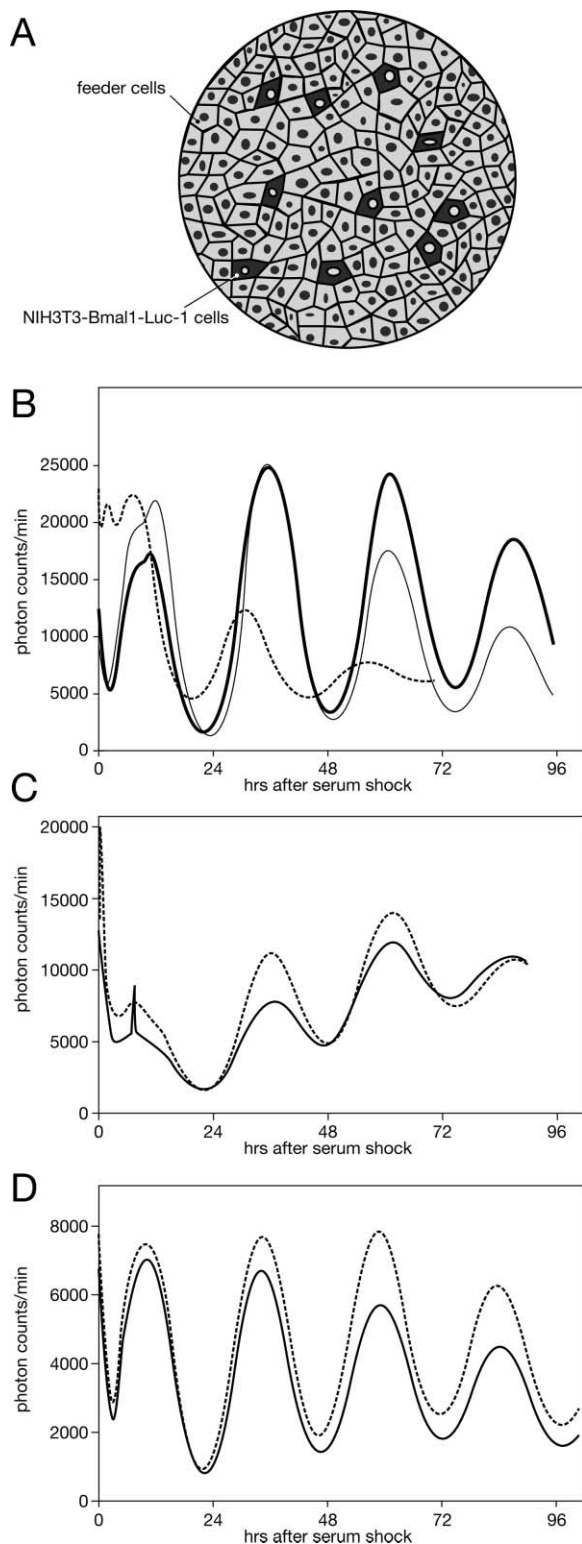 A
feeder cells
NIH3T3-Bmal1-Luc-1 cells
B
photon counts/min
25000
20000
15000
10000
5000
0
0 24 48 72 96
hrs after serum shock
C
photon counts/min
20000
15000
10000
5000
0
0 24 48 72 96
hrs after serum shock
D
photon counts/min
8000
6000
4000
2000
0
0 24 48 72 96
hrs after serum shock